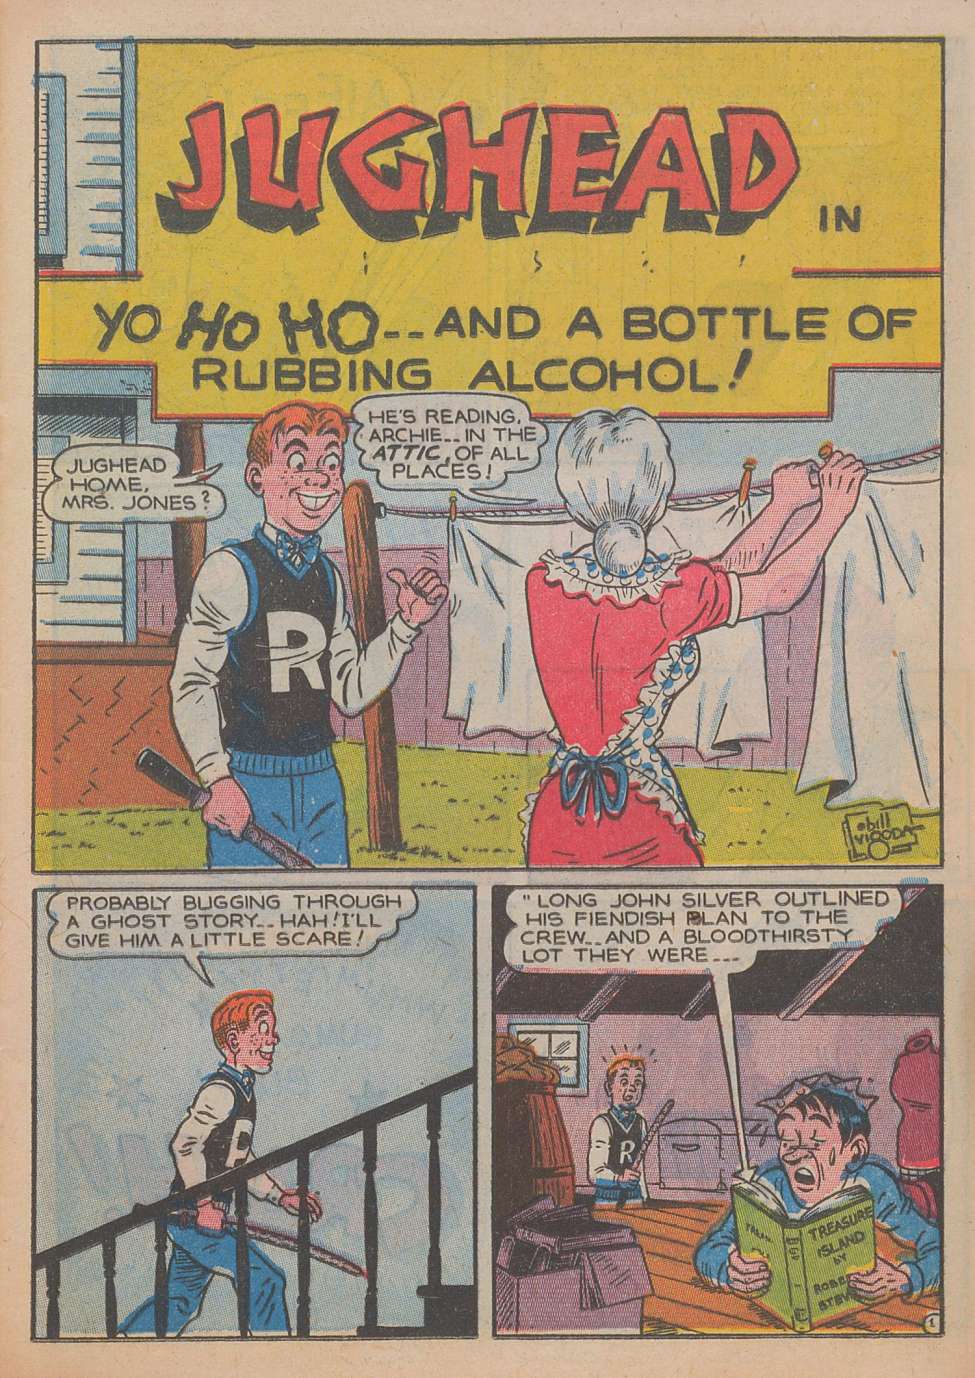 JUGHEAD
IN
YO HO HO-- AND A BOTTLE OF
RUBBING ALCOHOL!
JUGHEAD
HOME,
MRS. JONES?
HE'S READING,
ARCHIE-- IN THE
ATTIC, OF ALL
PLACES!
R
bill
VIGODA
PROBABLY BUGGING THROUGH
A GHOST STORY-- HAH! I'LL
GIVE HIM A LITTLE SCARE!
R
"LONG JOHN SILVER OUTLINED
HIS FIENDISH PLAN TO THE
CREW-- AND A BLOODTHIRSTY
LOT THEY WERE---
R
TREASURE
ISLAND
BY
1